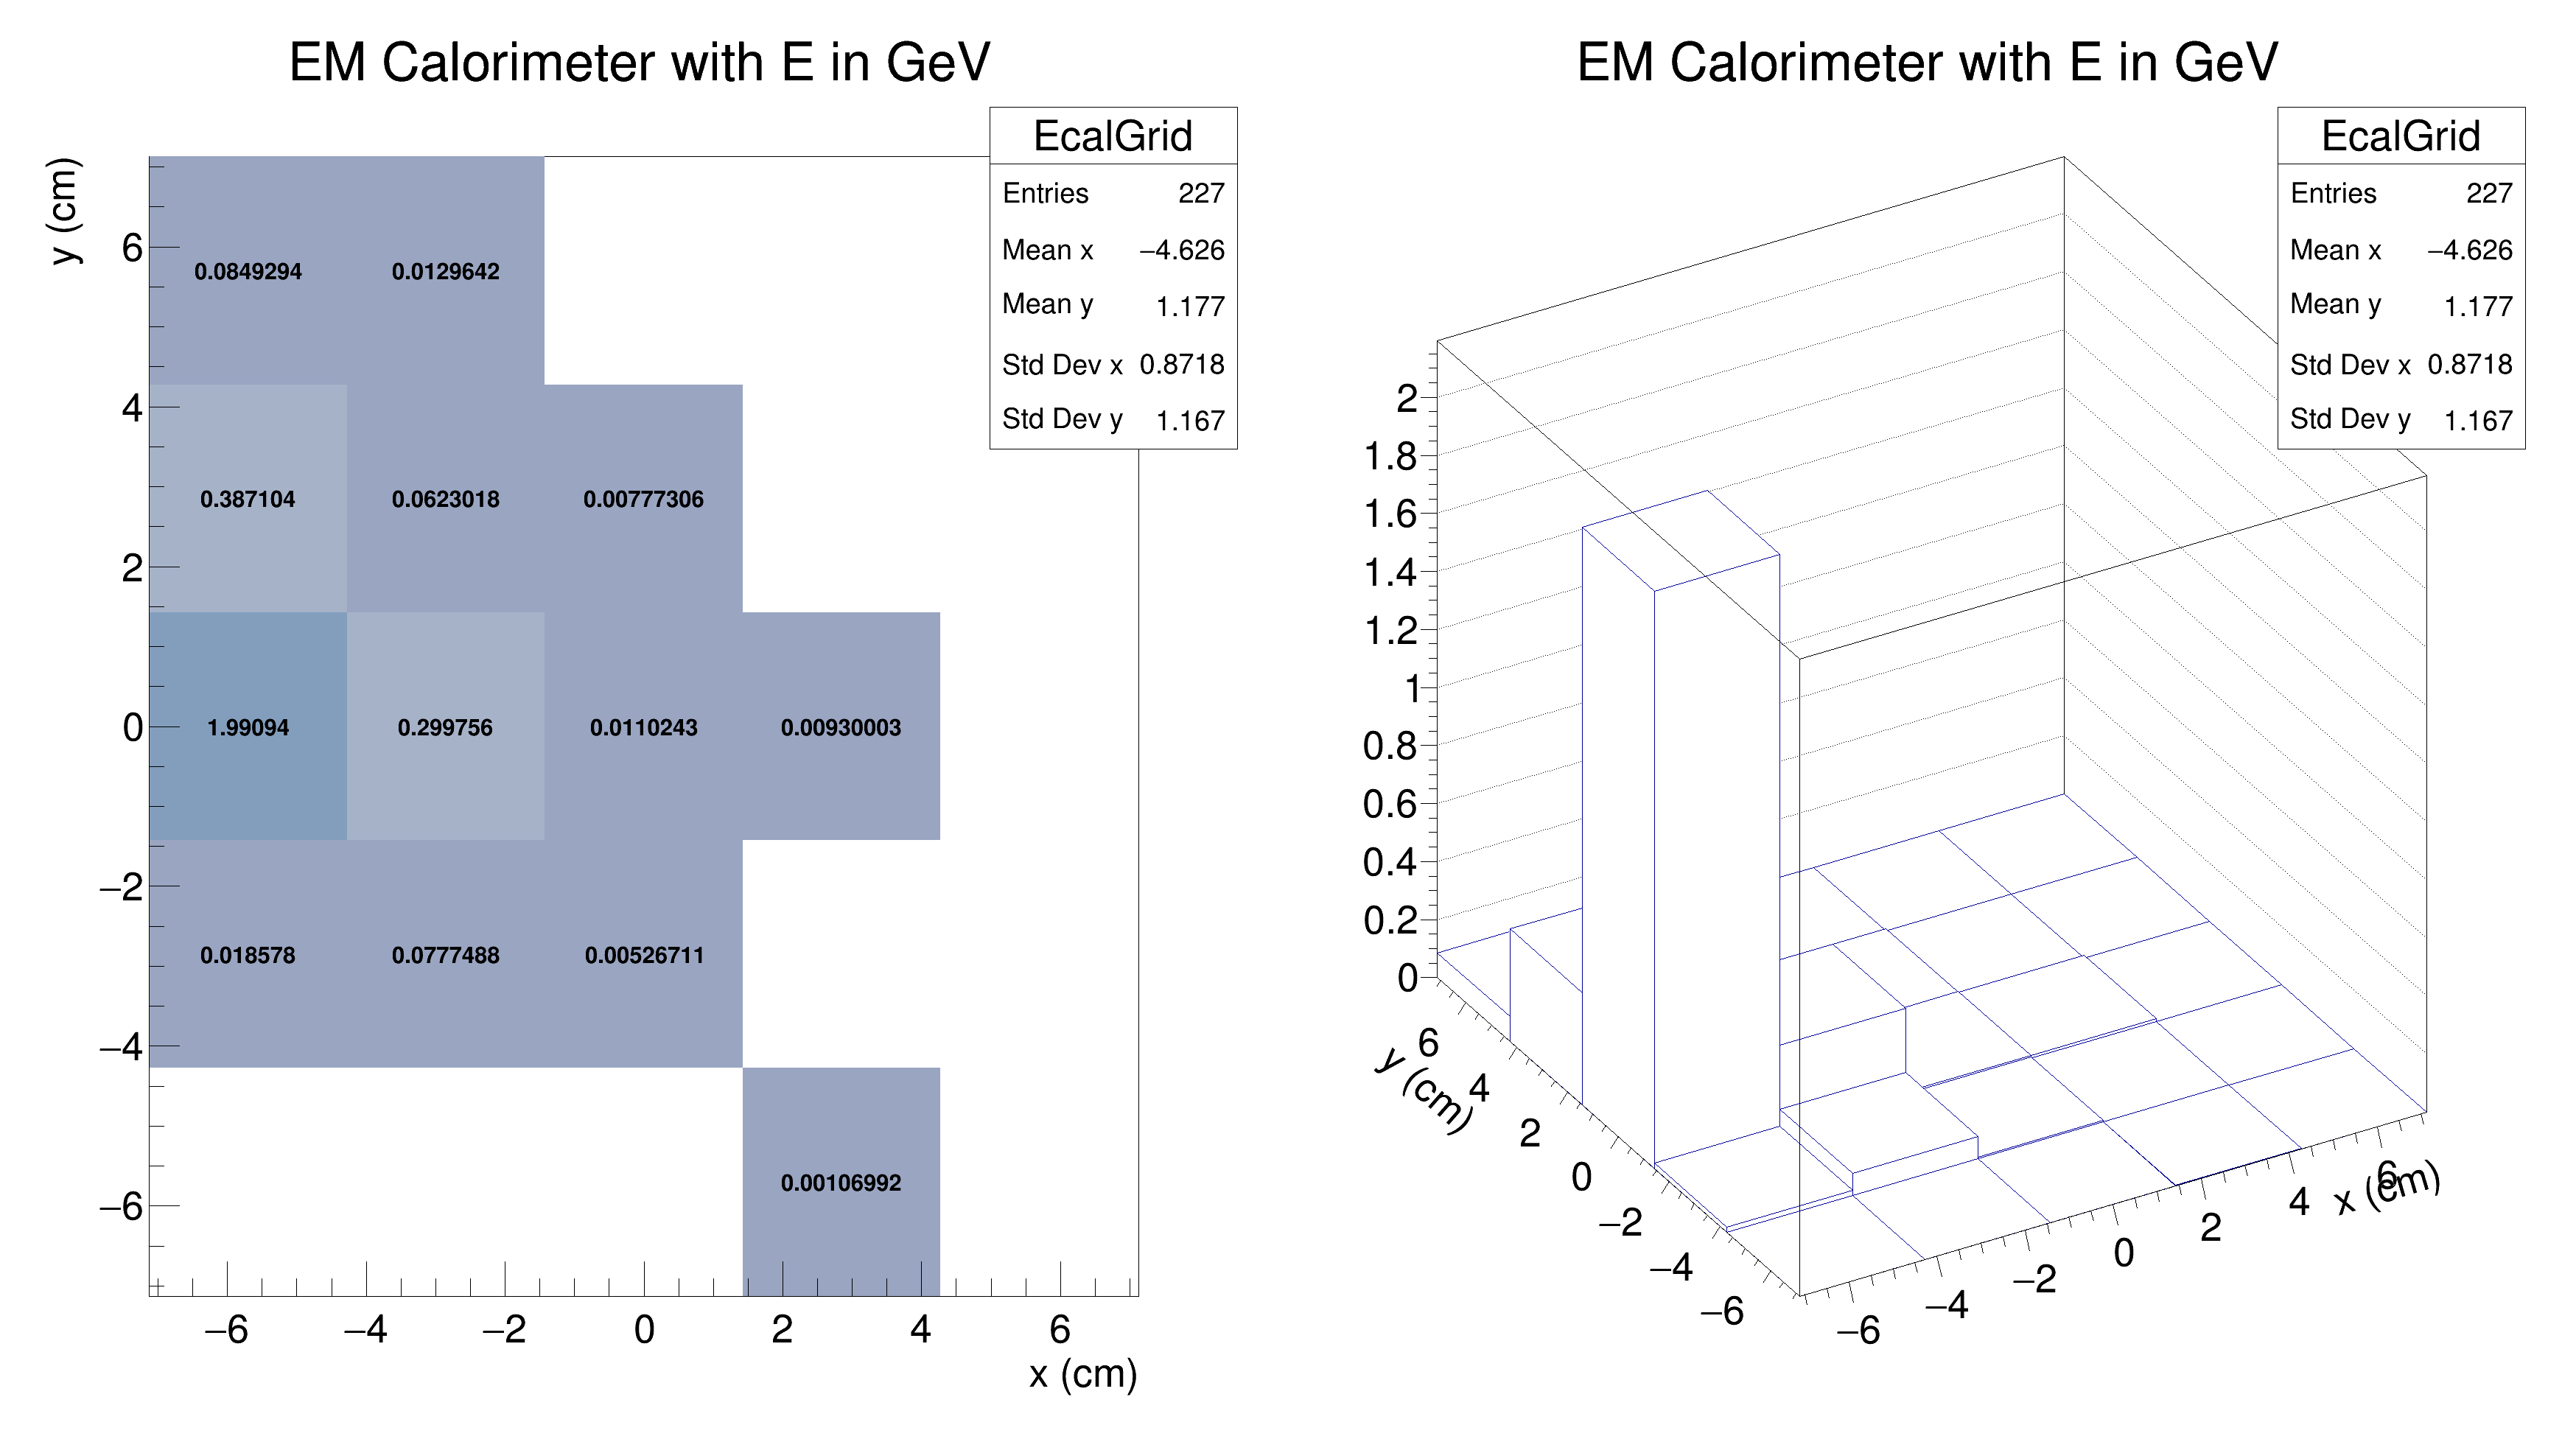 EM Calorimeter with E in GeV
EcalGrid
Entries 227
Mean x −4.626
Mean y 1.177
Std Dev x 0.8718
Std Dev y 1.167
y (cm)
6
4
2
0
−2
−4
−6
0.0849294 0.0129642
0.387104 0.0623018 0.00777306
1.99094 0.299756 0.0110243 0.00930003
0.018578 0.0777488 0.00526711
0.00106992
−6 −4 −2 0 2 4 6
x (cm)
EM Calorimeter with E in GeV
EcalGrid
Entries 227
Mean x −4.626
Mean y 1.177
Std Dev x 0.8718
Std Dev y 1.167
2
1.8
1.6
1.4
1.2
1
0.8
0.6
0.4
0.2
0
6
4
2
0
−2
−4
−6
y (cm)
−6
−4
−2
0
2
4
6
x (cm)